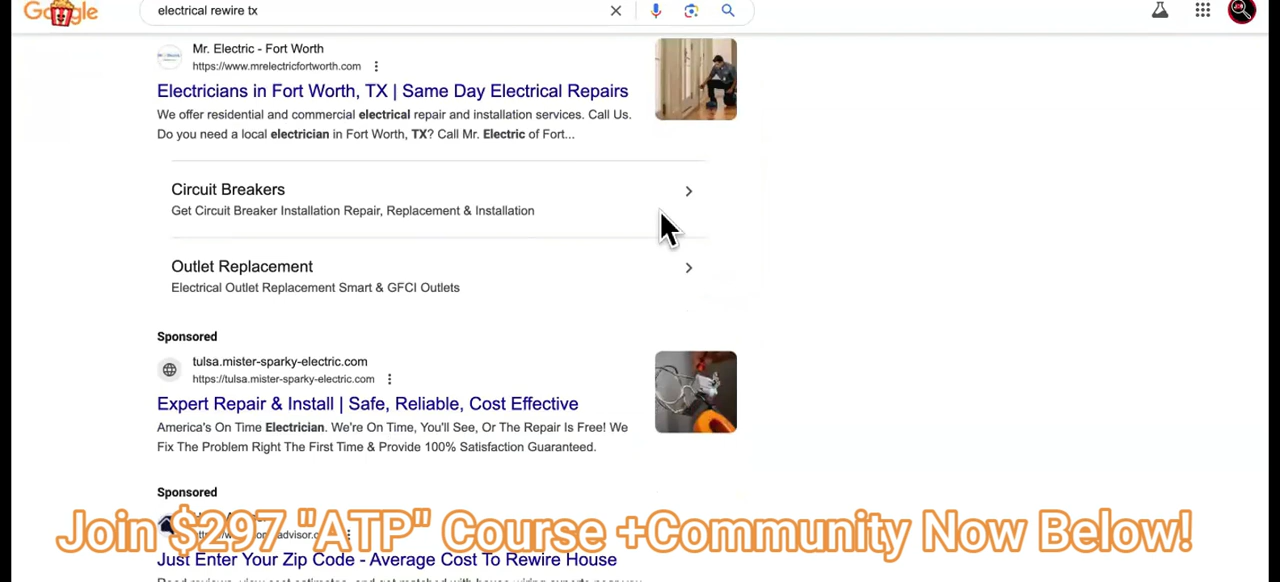 Google
electrical rewire tx
Mr. Electric - Fort Worth
https://www.mrelectricfortworth.com
Electricians in Fort Worth, TX | Same Day Electrical Repairs
We offer residential and commercial electrical repair and installation services. Call Us.
Do you need a local electrician in Fort Worth, TX? Call Mr. Electric of Fort...
Circuit Breakers
Get Circuit Breaker Installation Repair, Replacement & Installation
Outlet Replacement
Electrical Outlet Replacement Smart & GFCI Outlets
Sponsored
tulsa.mister-sparky-electric.com
https://tulsa.mister-sparky-electric.com
Expert Repair & Install | Safe, Reliable, Cost Effective
America's On Time Electrician. We're On Time, You'll See, Or The Repair Is Free! We
Fix The Problem Right The First Time & Provide 100% Satisfaction Guaranteed.
Sponsored
Join $297 "ATP" Course +Community Now Below!
Just Enter Your Zip Code - Average Cost To Rewire House